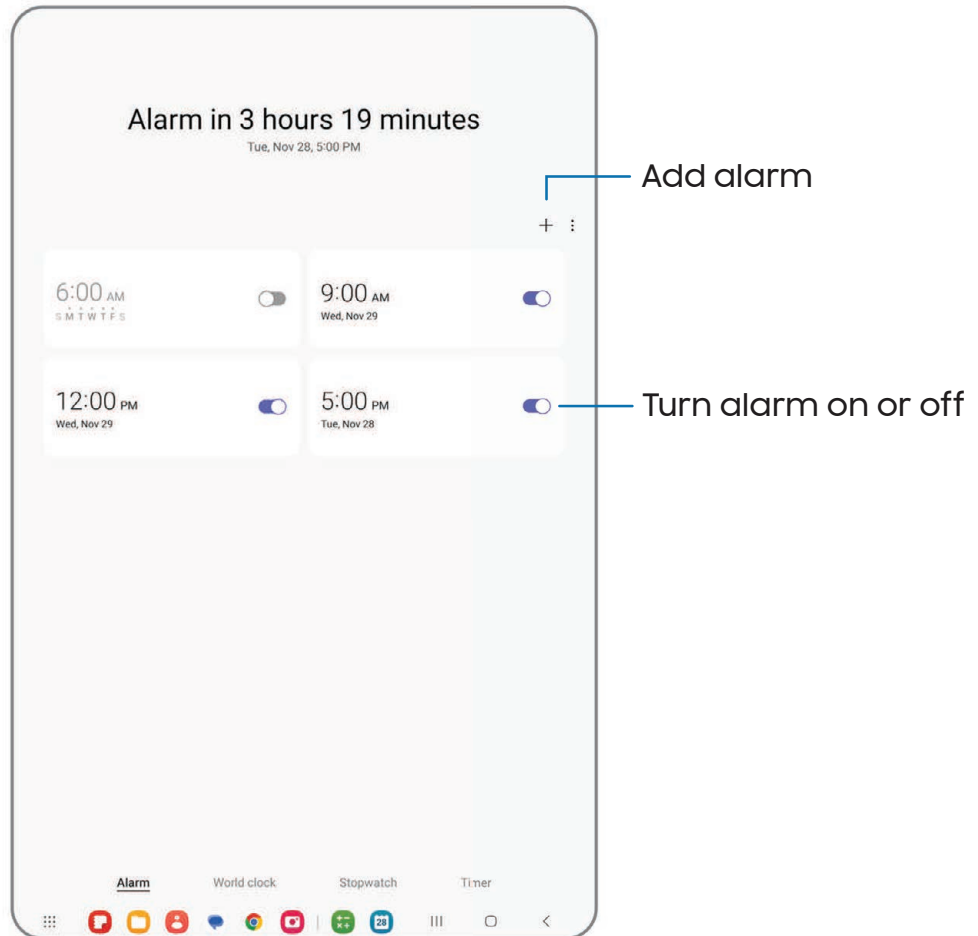 Alarm in 3 hours 19 minutes
Tue, Nov 28, 5:00 PM
Add alarm
6:00 AM
S M T W T F S
9:00 AM
Wed, Nov 29
12:00 PM
Wed, Nov 29
5:00 PM
Tue, Nov 28
Turn alarm on or off
Alarm World clock Stopwatch Timer
28